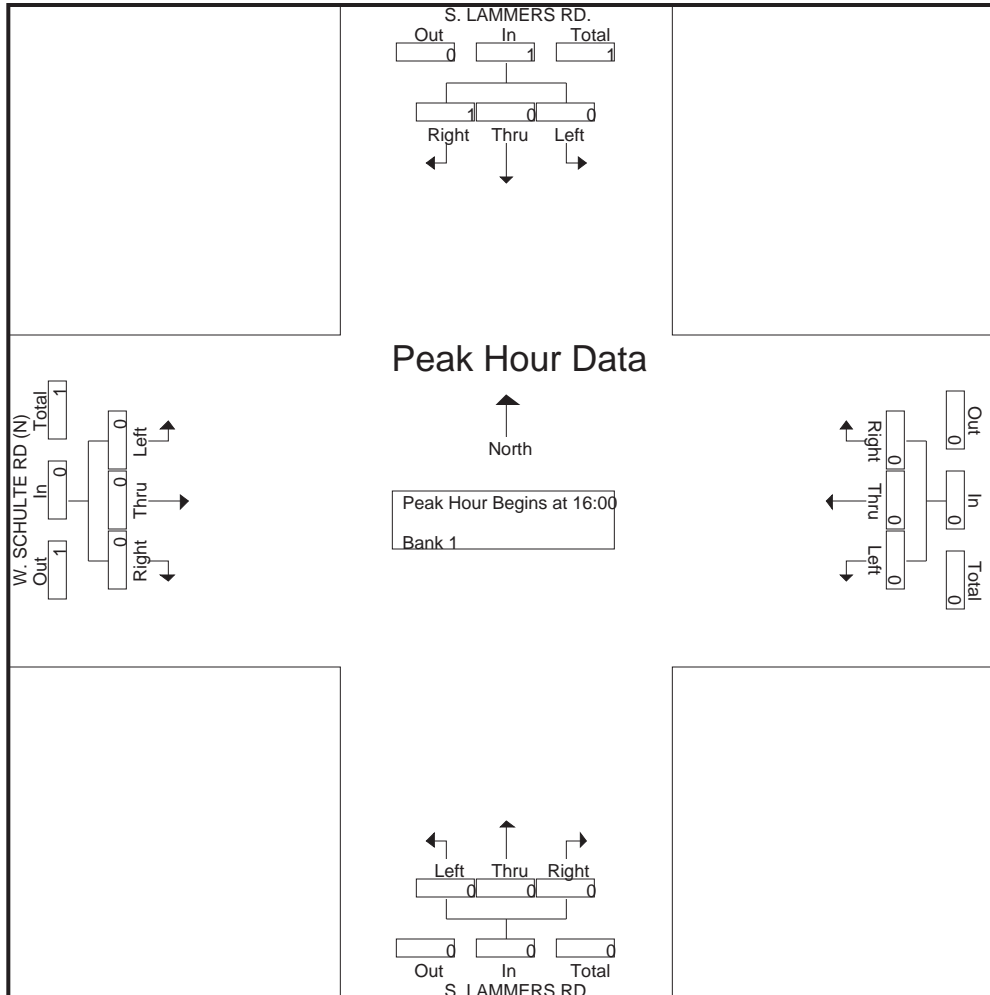 S. LAMMERS RD.
Out In Total
0 1 1
1 0 0
Right Thru Left
Peak Hour Data
North
Peak Hour Begins at 16:00
Bank 1
W. SCHULTE RD (N)
Out In Total
1 0 1
0 0 0
Left Thru Right
Right Thru Left
0 0 0
Out In Total
0 0 0
Left Thru Right
0 0 0
0 0 0
Out In Total
S. LAMMERS RD